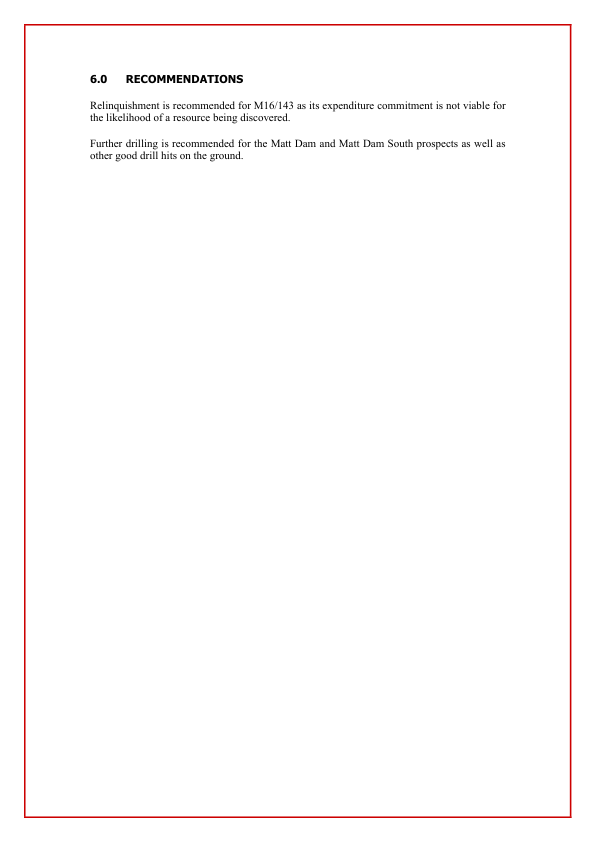 6.0 RECOMMENDATIONS
Relinquishment is recommended for M16/143 as its expenditure commitment is not viable for
the likelihood of a resource being discovered.
Further drilling is recommended for the Matt Dam and Matt Dam South prospects as well as
other good drill hits on the ground.